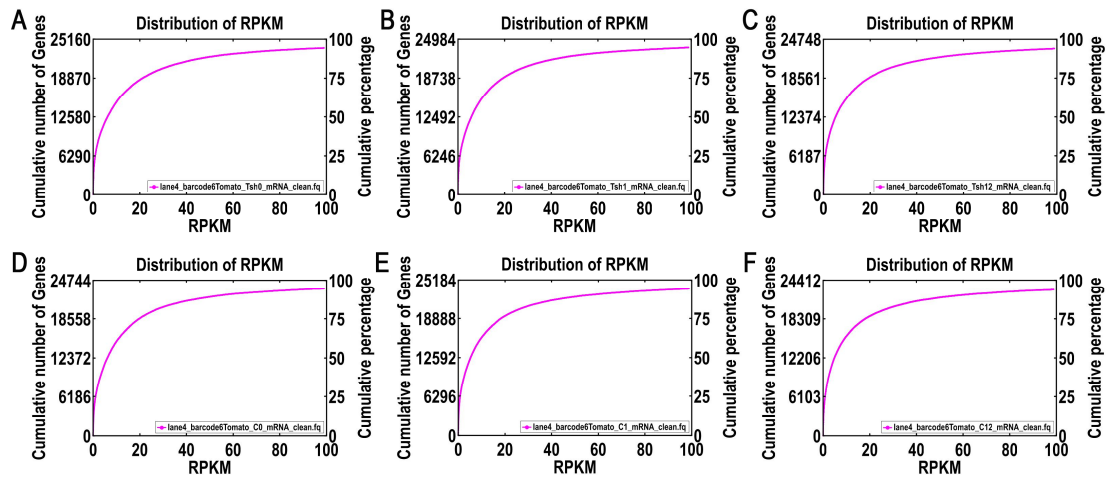 A
Distribution of RPKM
25160
18870
12580
6290
0
Cumulative number of Genes
100
75
50
25
0
Cumulative percentage
lane4_barcode6Tomato_Tsh0_mRNA_clean.fq
0 20 40 60 80 100
RPKM
B
Distribution of RPKM
24984
18738
12492
6246
0
Cumulative number of Genes
100
75
50
25
0
Cumulative percentage
lane4_barcode6Tomato_Tsh1_mRNA_clean.fq
0 20 40 60 80 100
RPKM
C
Distribution of RPKM
24748
18561
12374
6187
0
Cumulative number of Genes
100
75
50
25
0
Cumulative percentage
lane4_barcode6Tomato_Tsh12_mRNA_clean.fq
0 20 40 60 80 100
RPKM
D
Distribution of RPKM
24744
18558
12372
6186
0
Cumulative number of Genes
100
75
50
25
0
Cumulative percentage
lane4_barcode6Tomato_C0_mRNA_clean.fq
0 20 40 60 80 100
RPKM
E
Distribution of RPKM
25184
18888
12592
6296
0
Cumulative number of Genes
100
75
50
25
0
Cumulative percentage
lane4_barcode6Tomato_C1_mRNA_clean.fq
0 20 40 60 80 100
RPKM
F
Distribution of RPKM
24412
18309
12206
6103
0
Cumulative number of Genes
100
75
50
25
0
Cumulative percentage
lane4_barcode6Tomato_C12_mRNA_clean.fq
0 20 40 60 80 100
RPKM